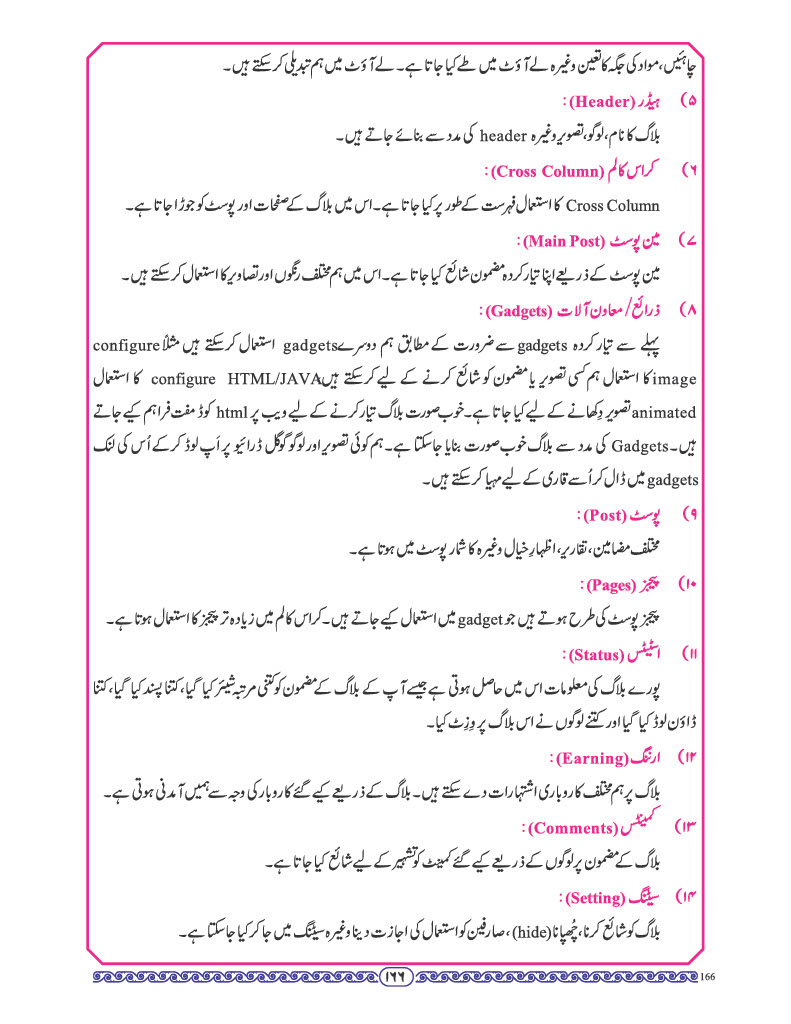 چاہئیں، مواد کی جگہ کا تعین وغیرہ لے آؤٹ میں طے کیا جاتا ہے۔ لے آؤٹ میں ہم تبدیلی کرسکتے ہیں۔
۵) ہیڈر (Header):
بلاگ کا نام، لوگو، تصویر وغیرہ header کی مدد سے بنائے جاتے ہیں۔
۶) کراس کالم (Cross Column):
Cross Column کا استعمال فہرست کے طور پر کیا جاتا ہے۔ اس میں بلاگ کے صفحات اور پوسٹ کو جوڑا جاتا ہے۔
۷) مین پوسٹ (Main Post):
مین پوسٹ کے ذریعے اپنا تیار کردہ مضمون شائع کیا جاتا ہے۔ اس میں ہم مختلف رنگوں اور تصاویر کا استعمال کرسکتے ہیں۔
۸) ذرائع/ معاون آلات (Gadgets):
پہلے سے تیار کردہ gadgets سے ضرورت کے مطابق ہم دوسرے gadgets استعمال کرسکتے ہیں مثلاً configure
image کا استعمال ہم کسی تصویر یا مضمون کو شائع کرنے کے لیے کرسکتے ہیں configure HTML/JAVA کا استعمال
animated تصویر دِکھانے کے لیے کیا جاتا ہے۔ خوب صورت بلاگ تیار کرنے کے لیے ویب پر html کوڈ مفت فراہم کیے جاتے
ہیں۔ Gadgets کی مدد سے بلاگ خوب صورت بنایا جاسکتا ہے۔ ہم کوئی تصویر اور لوگو گوگل ڈرائیو پر اَپ لوڈ کرکے اُس کی لنک
gadgets میں ڈال کر اُسے قاری کے لیے مہیا کرسکتے ہیں۔
۹) پوسٹ (Post):
مختلف مضامین، تقاریر، اظہارِ خیال وغیرہ کا شمار پوسٹ میں ہوتا ہے۔
۱۰) پیجز (Pages):
پیجز پوسٹ کی طرح ہوتے ہیں جو gadget میں استعمال کیے جاتے ہیں۔ کراس کالم میں زیادہ تر پیجز کا استعمال ہوتا ہے۔
۱۱) اسٹیٹس (Status):
پورے بلاگ کی معلومات اس میں حاصل ہوتی ہے جیسے آپ کے بلاگ کے مضمون کو کتنی مرتبہ شیئر کیا گیا، کتنا پسند کیا گیا، کتنا
ڈاؤن لوڈ کیا گیا اور کتنے لوگوں نے اس بلاگ پر وِزِٹ کیا۔
۱۲) ارننگ (Earning):
بلاگ پر ہم مختلف کاروباری اشتہارات دے سکتے ہیں۔ بلاگ کے ذریعے کیے گئے کاروبار کی وجہ سے ہمیں آمدنی ہوتی ہے۔
۱۳) کمینٹس (Comments):
بلاگ کے مضمون پر لوگوں کے ذریعے کیے گئے کمینٹ کو تشہیر کے لیے شائع کیا جاتا ہے۔
۱۴) سیٹنگ (Setting):
بلاگ کو شائع کرنا، چُھپانا (hide)، صارفین کو استعمال کی اجازت دینا وغیرہ سیٹنگ میں جا کر کیا جاسکتا ہے۔
۱۶۶
166